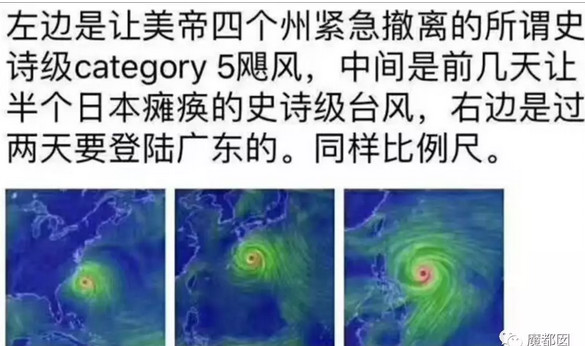 左边是让美帝四个州紧急撤离的所谓史
诗级category 5飓风，中间是前几天让
半个日本瘫痪的史诗级台风，右边是过
两天要登陆广东的。同样比例尺。
魔都囡